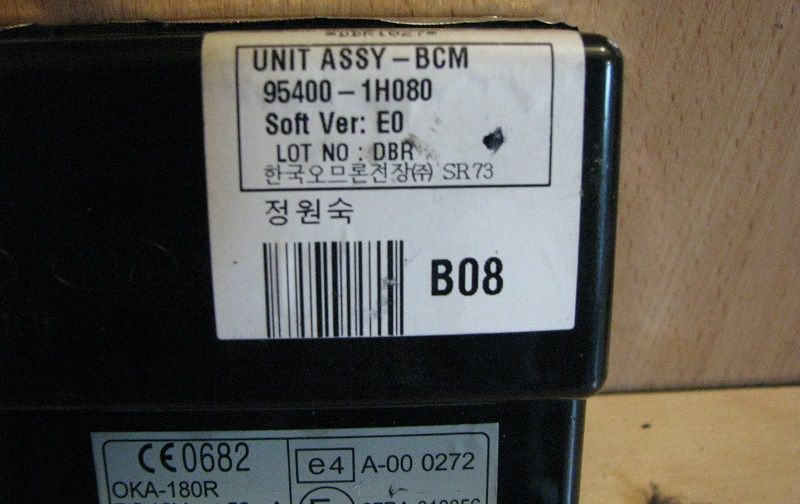 UNIT ASSY-BCM
95400-1H080
Soft Ver: E0
LOT NO : DBR
한국오므론전장㈜ SR73
정원숙
B08
CE0682
e4 A-00 0272
OKA-180R